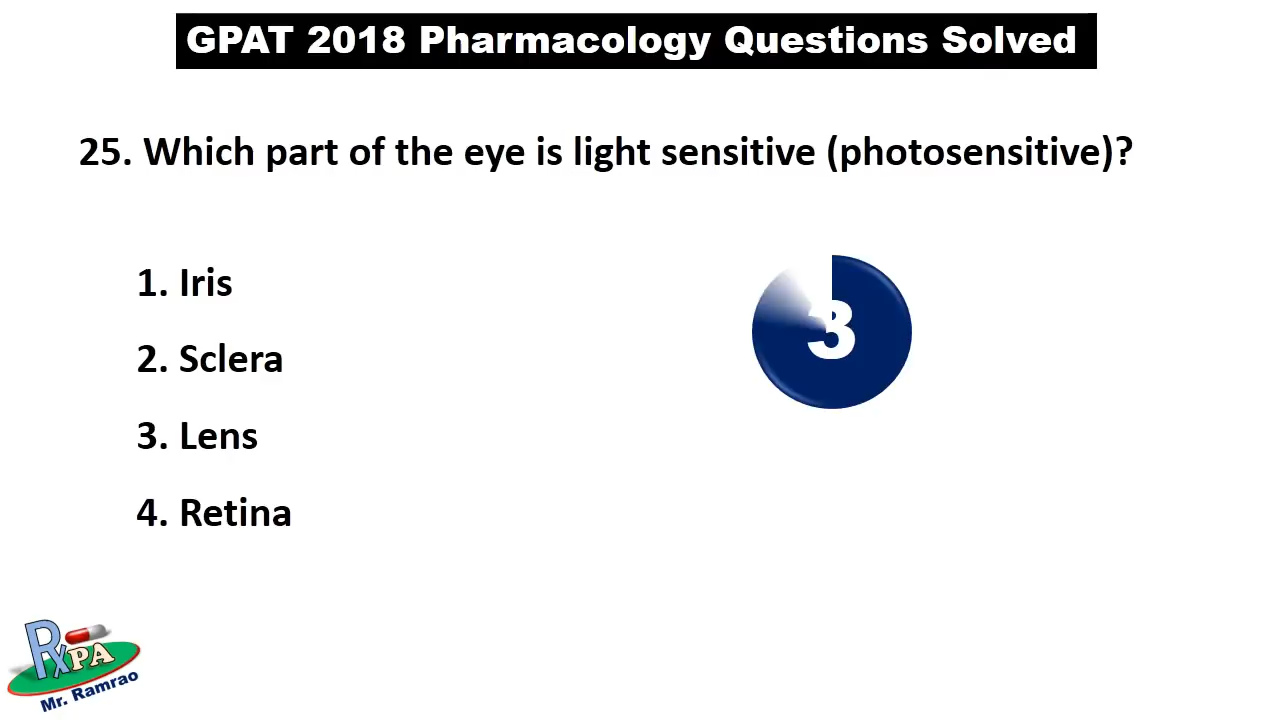 GPAT 2018 Pharmacology Questions Solved
25. Which part of the eye is light sensitive (photosensitive)?
1. Iris
2. Sclera
3. Lens
4. Retina
3
RxPA
Mr. Ramrao